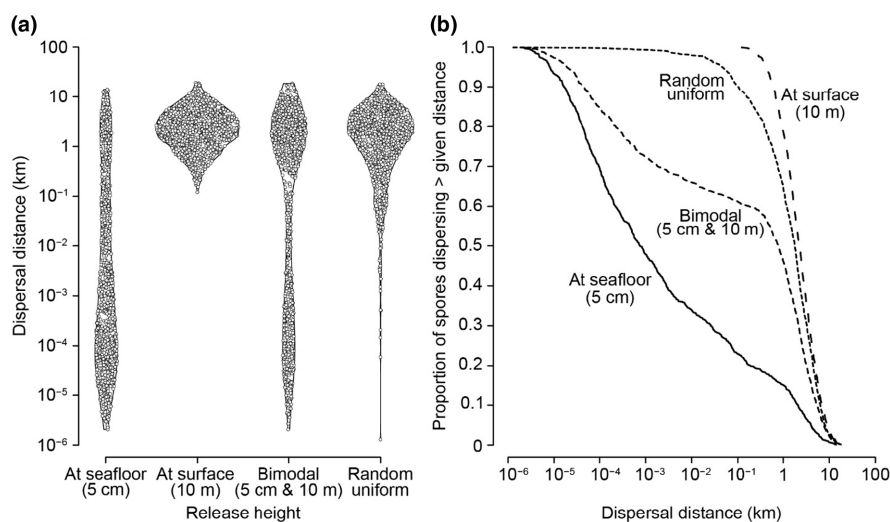 (a)
100
10
1
10⁻¹
10⁻²
10⁻³
10⁻⁴
10⁻⁵
10⁻⁶
Dispersal distance (km)
At seafloor
(5 cm)
At surface
(10 m)
Bimodal
(5 cm & 10 m)
Random
uniform
Release height
(b)
1.0
0.9
0.8
0.7
0.6
0.5
0.4
0.3
0.2
0.1
0
Proportion of spores dispersing > given distance
Random
uniform
At surface
(10 m)
Bimodal
(5 cm & 10 m)
At seafloor
(5 cm)
10⁻⁶ 10⁻⁵ 10⁻⁴ 10⁻³ 10⁻² 10⁻¹ 1 10 100
Dispersal distance (km)